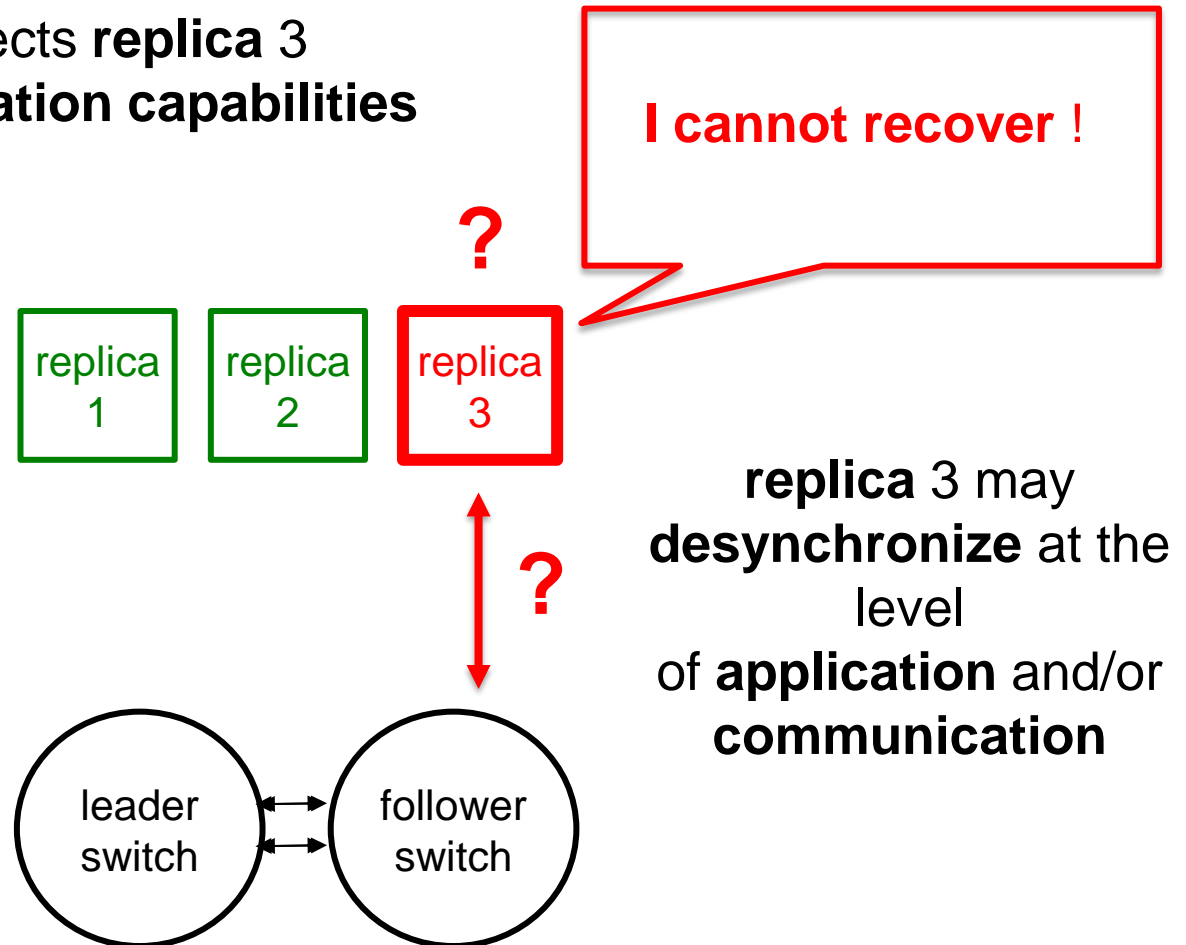 ects replica 3
ation capabilities
I cannot recover !
?
replica
1
replica
2
replica
3
?
replica 3 may
desynchronize at the
level
of application and/or
communication
leader
switch
follower
switch